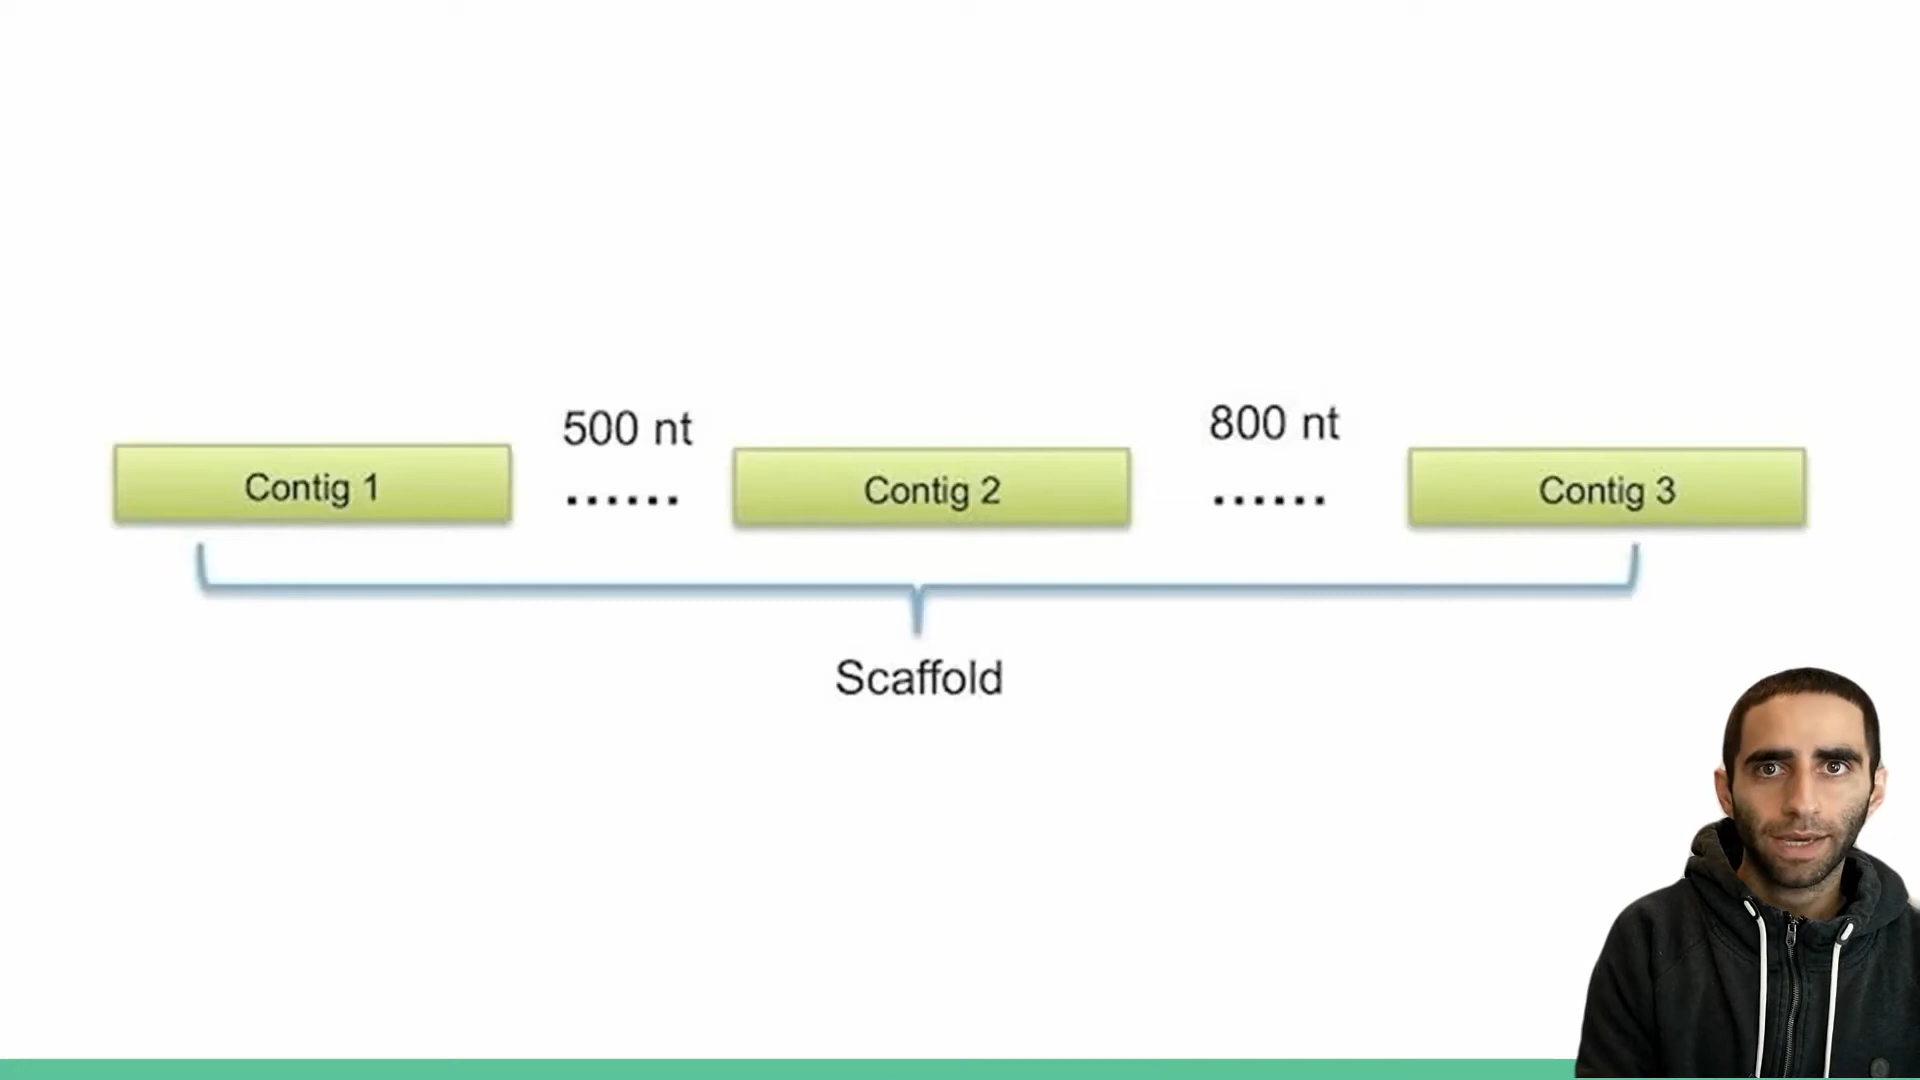 500 nt
800 nt
Contig 1
......
Contig 2
......
Contig 3
Scaffold